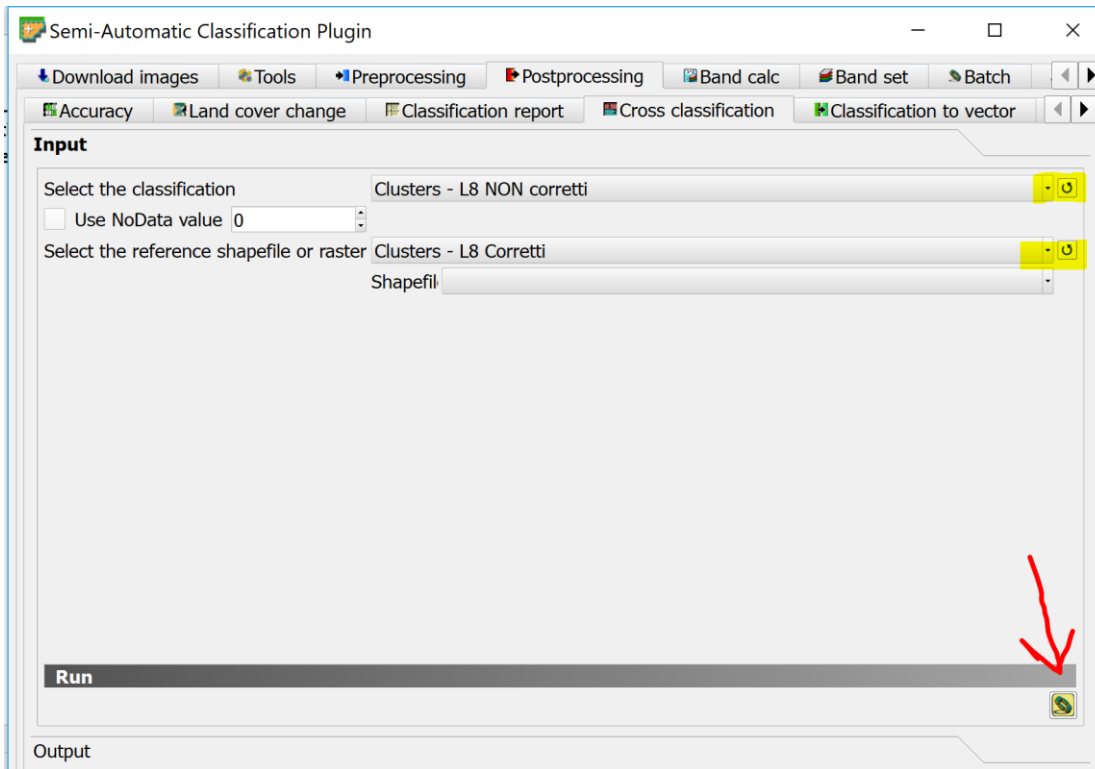 Semi-Automatic Classification Plugin
Download images Tools Preprocessing Postprocessing Band calc Band set Batch
Accuracy Land cover change Classification report Cross classification Classification to vector
Input
Select the classification Clusters - L8 NON corretti
Use NoData value 0
Select the reference shapefile or raster Clusters - L8 Corretti
Shapefil
Run
Output